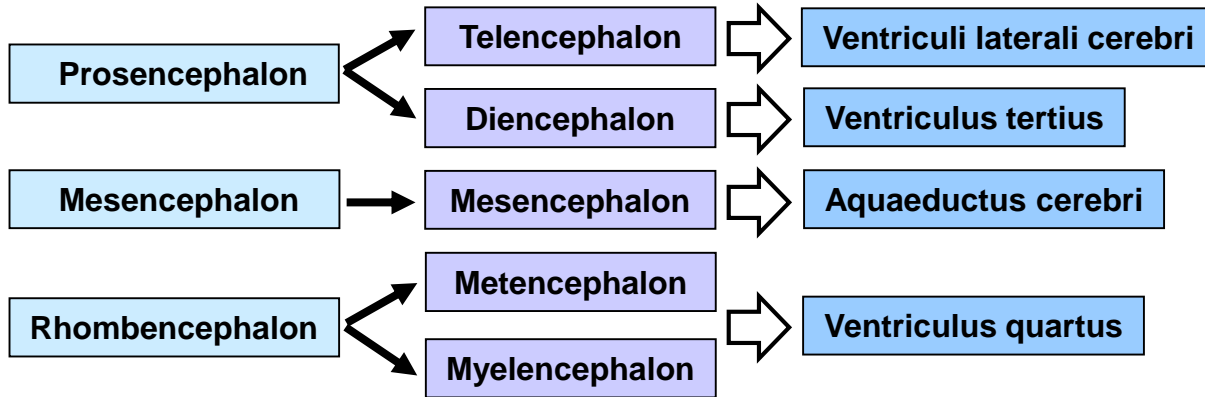 Prosencephalon
Telencephalon
Ventriculi laterali cerebri
Diencephalon
Ventriculus tertius
Mesencephalon
Mesencephalon
Aquaeductus cerebri
Rhombencephalon
Metencephalon
Myelencephalon
Ventriculus quartus